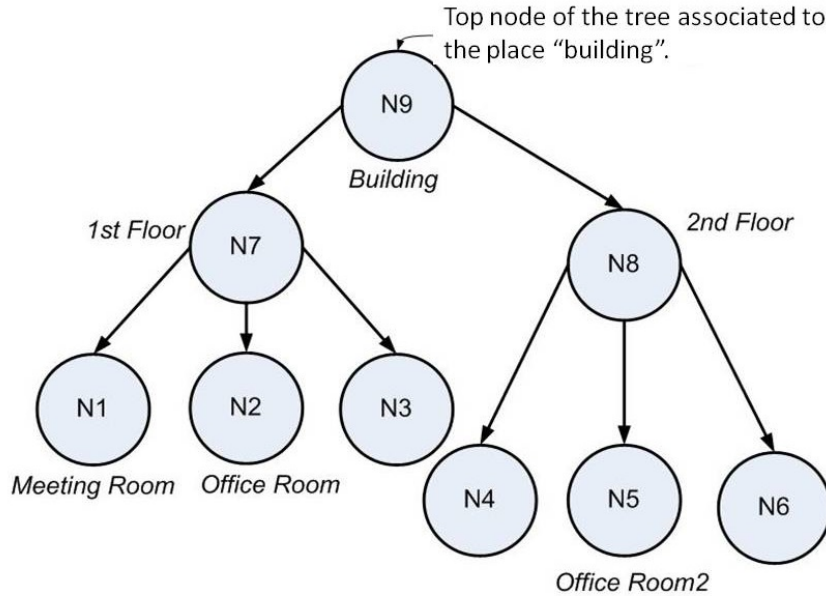 Top node of the tree associated to
the place “building”.
N9
Building
1st Floor
N7
2nd Floor
N8
N1
N2
N3
Meeting Room
Office Room
N4
N5
N6
Office Room2